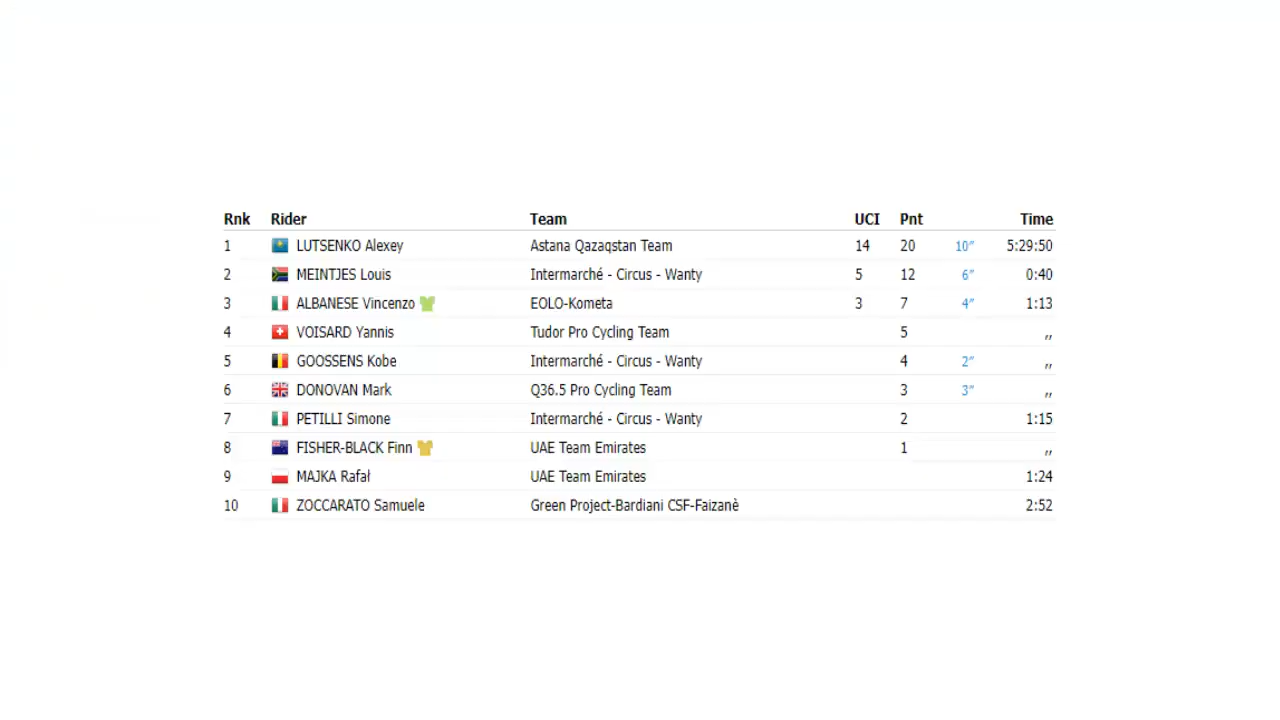 Rnk Rider Team UCI Pnt Time
1 LUTSENKO Alexey Astana Qazaqstan Team 14 20 10″ 5:29:50
2 MEINTJES Louis Intermarché - Circus - Wanty 5 12 6″ 0:40
3 ALBANESE Vincenzo EOLO-Kometa 3 7 4″ 1:13
4 VOISARD Yannis Tudor Pro Cycling Team 5 ,,
5 GOOSSENS Kobe Intermarché - Circus - Wanty 4 2″ ,,
6 DONOVAN Mark Q36.5 Pro Cycling Team 3 3″ ,,
7 PETILLI Simone Intermarché - Circus - Wanty 2 1:15
8 FISHER-BLACK Finn UAE Team Emirates 1 ,,
9 MAJKA Rafał UAE Team Emirates 1:24
10 ZOCCARATO Samuele Green Project-Bardiani CSF-Faizanè 2:52